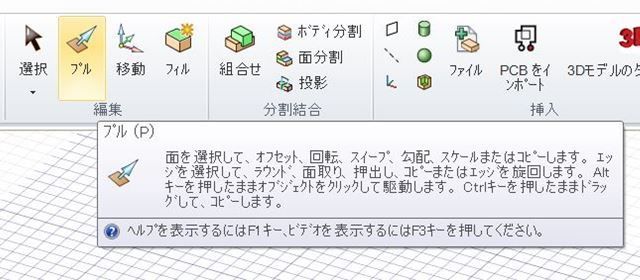 選択
プル
移動
フィル
編集
組合せ
ボディ分割
面分割
投影
分割結合
ファイル
PCB をイ
ンポート
3Dモデルの
挿入
プル (P)
面を選択して、オフセット、回転、スイープ、勾配、スケールまたはコピーします。エッ
ジを選択して、ラウンド、面取り、押出し、コピーまたはエッジを旋回します。Alt
キーを押したままオブジェクトをクリックして駆動します。Ctrlキーを押したままドラッ
グして、コピーします。
ヘルプを表示するにはF1キー、ビデオを表示するにはF3キーを押してください。